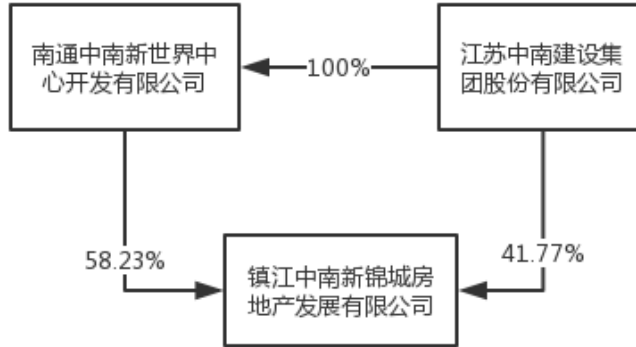 南通中南新世界中
心开发有限公司
100%
江苏中南建设集
团股份有限公司
58.23%
41.77%
镇江中南新锦城房
地产发展有限公司